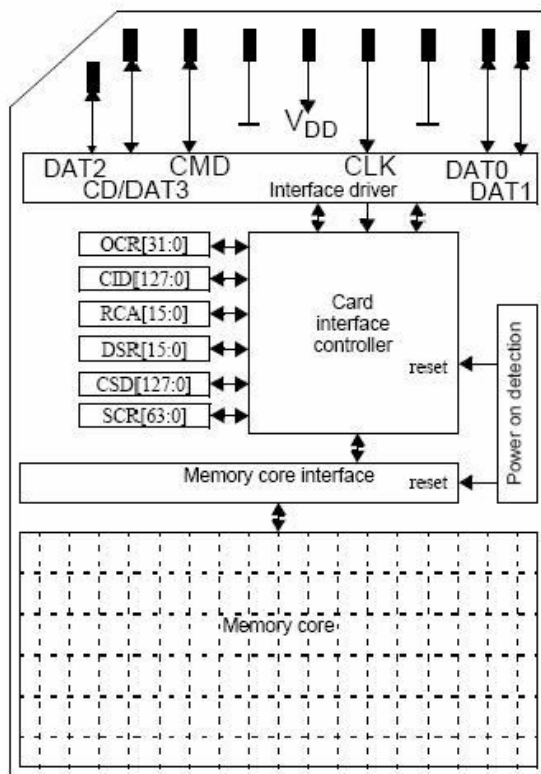 VDD
DAT2
CMD
CLK
DAT0
CD/DAT3
Interface driver
DAT1
OCR[31:0]
CID[127:0]
RCA[15:0]
DSR[15:0]
CSD[127:0]
SCR[63:0]
Card
interface
controller
reset
Power on detection
Memory core interface
reset
Memory core